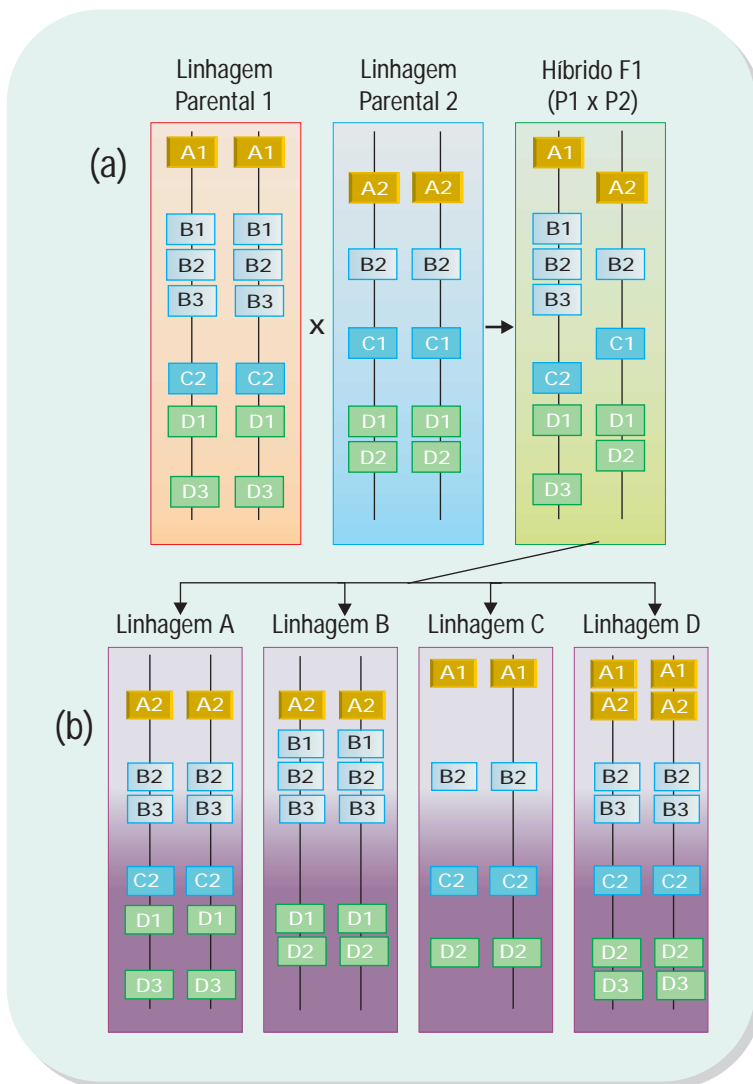 Linhagem
Parental 1
Linhagem
Parental 2
Híbrido F1
(P1 x P2)
(a)
A1 A1
B1 B1
B2 B2
B3 B3
C2 C2
D1 D1
D3 D3
x
A2 A2
B2 B2
C1 C1
D1 D1
D2 D2
A1
A2
B1
B2 B2
B3
C1
C2
D1 D1
D2
D3
Linhagem A
Linhagem B
Linhagem C
Linhagem D
(b)
A2 A2
B2 B2
B3 B3
C2 C2
D1 D1
D3 D3
A2 A2
B1 B1
B2 B2
B3 B3
D1 D1
D2 D2
A1 A1
B2 B2
C2 C2
D2 D2
A1 A1
A2 A2
B2 B2
B3 B3
C2 C2
D2 D2
D3 D3